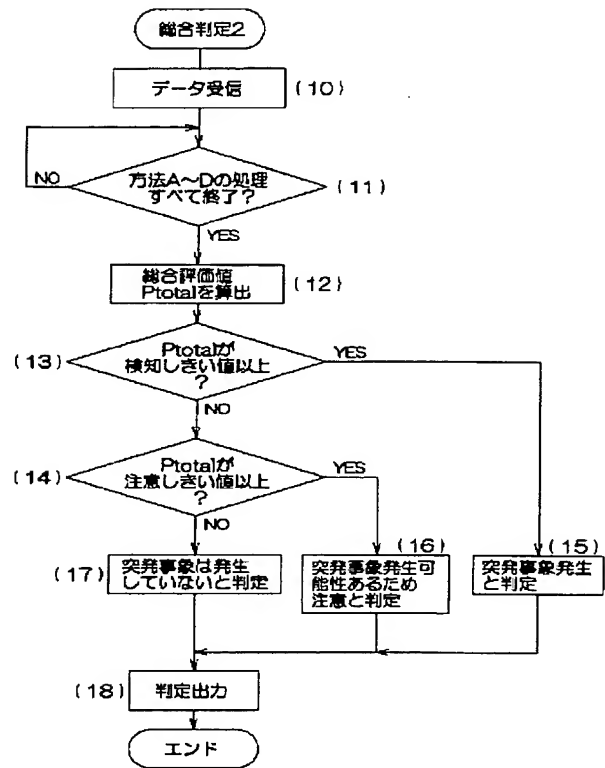 総合判定2
データ受信
(10)
NO
方法A〜Dの処理
すべて終了?
(11)
YES
総合評価値
Ptotalを算出
(12)
(13)
Ptotalが
検知しきい値以上
?
YES
NO
(14)
Ptotalが
注意しきい値以上
?
YES
NO
(17)
突発事象は発生
していないと判定
(16)
突発事象発生可
能性あるため
注意と判定
(15)
突発事象発生
と判定
(18)
判定出力
エンド